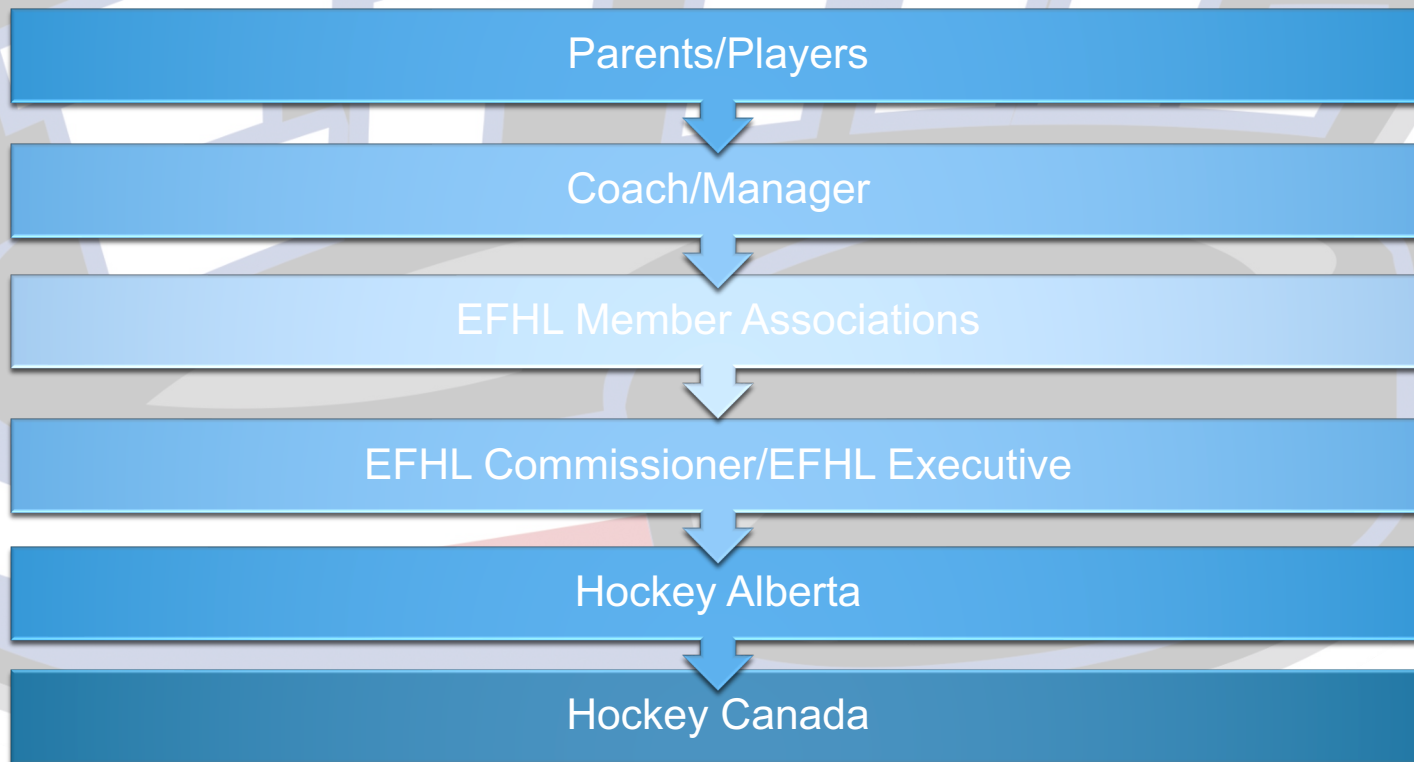 Parents/Players
Coach/Manager
EFHL Member Associations
EFHL Commissioner/EFHL Executive
Hockey Alberta
Hockey Canada